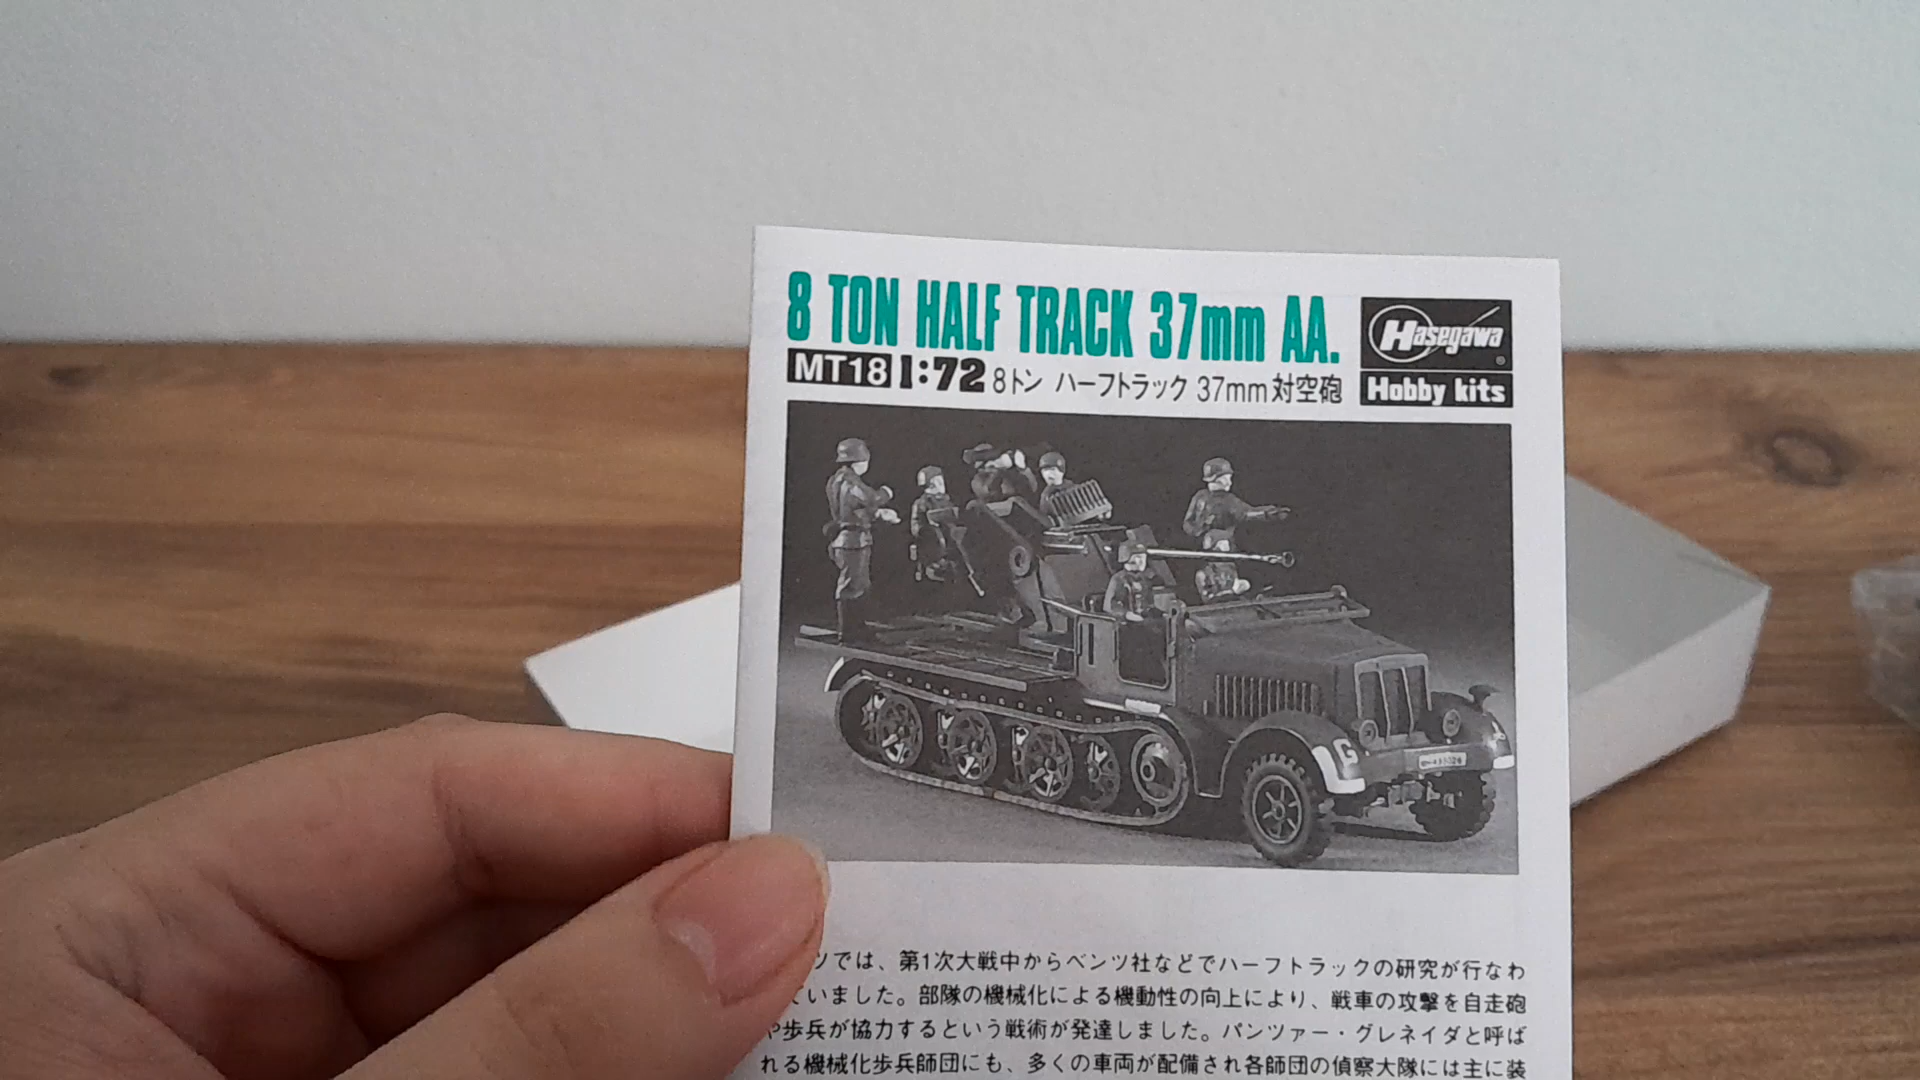 8 TON HALF TRACK 37mm AA.
Hasegawa
MT18 1:72 8トン ハーフトラック 37mm対空砲
Hobby kits
G
ツでは、第1次大戦中からベンツ社などでハーフトラックの研究が行なわ
ていました。部隊の機械化による機動性の向上により、戦車の攻撃を自走砲
や歩兵が協力するという戦術が発達しました。パンツァー・グレネイダと呼ば
れる機械化歩兵師団にも、多くの車両が配備され各師団の偵察大隊には主に装